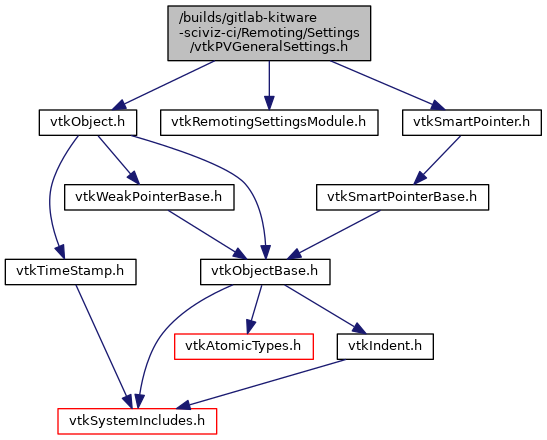 /builds/gitlab-kitware
-sciviz-ci/Remoting/Settings
/vtkPVGeneralSettings.h
vtkObject.h
vtkRemotingSettingsModule.h
vtkSmartPointer.h
vtkWeakPointerBase.h
vtkSmartPointerBase.h
vtkTimeStamp.h
vtkObjectBase.h
vtkAtomicTypes.h
vtkIndent.h
vtkSystemIncludes.h